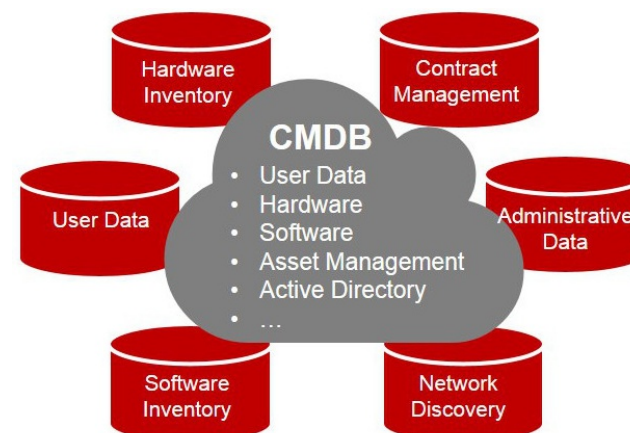 Hardware
Inventory
Contract
Management
CMDB
• User Data
• Hardware
• Software
• Asset Management
• Active Directory
• ...
User Data
Administrative
Data
Software
Inventory
Network
Discovery